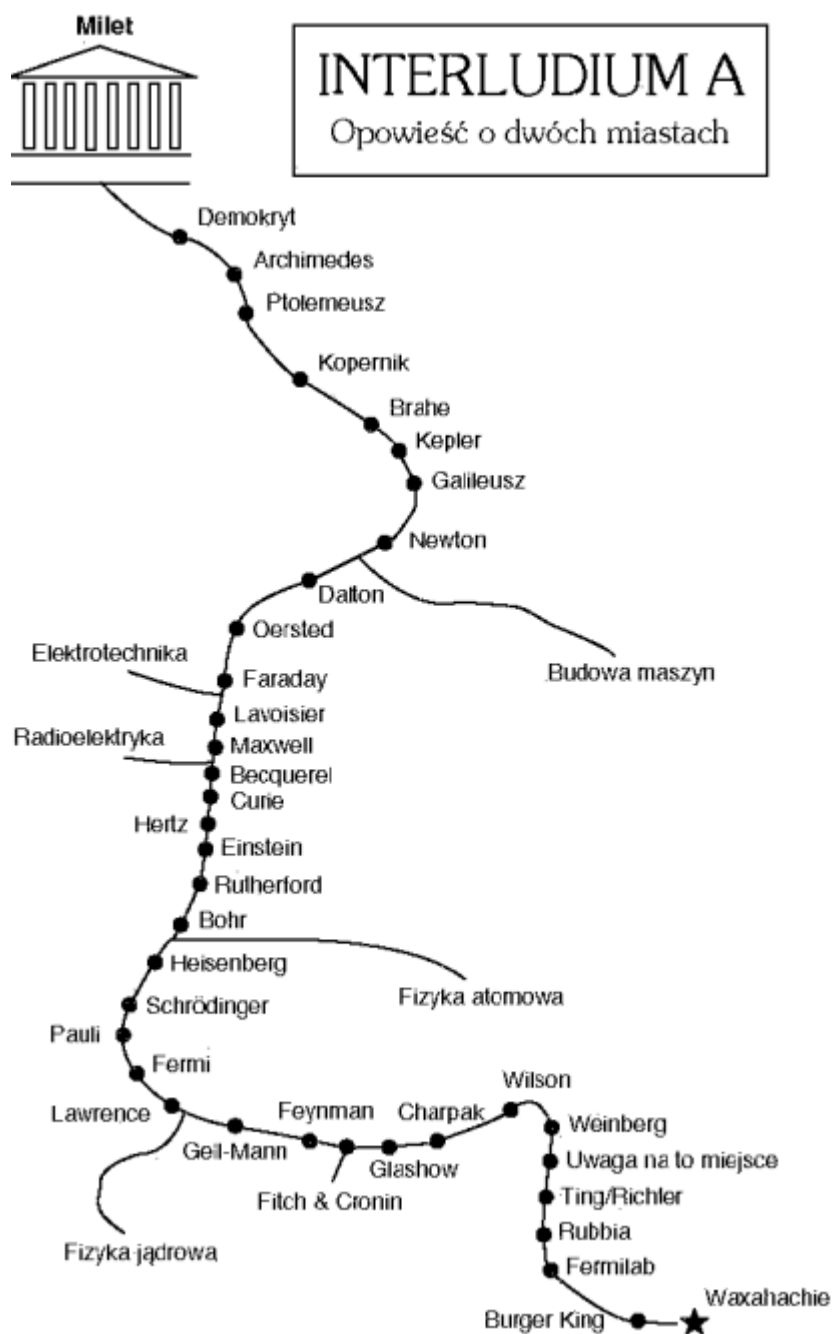 Milet
INTERLUDIUM A
Opowieść o dwóch miastach
Demokryt
Archimedes
Ptolemeusz
Kopernik
Brahe
Kepler
Galileusz
Newton
Dalton
Oersted
Elektrotechnika
Budowa maszyn
Faraday
Lavoisier
Radioelektryka
Maxwell
Becquerel
Curie
Hertz
Einstein
Rutherford
Bohr
Heisenberg
Fizyka atomowa
Schrödinger
Pauli
Fermi
Wilson
Lawrence
Feynman
Charpak
Weinberg
Gell-Mann
Glashow
Uwaga na to miejsce
Fitch & Cronin
Ting/Richler
Rubbia
Fizyka jądrowa
Fermilab
Waxahachie
Burger King